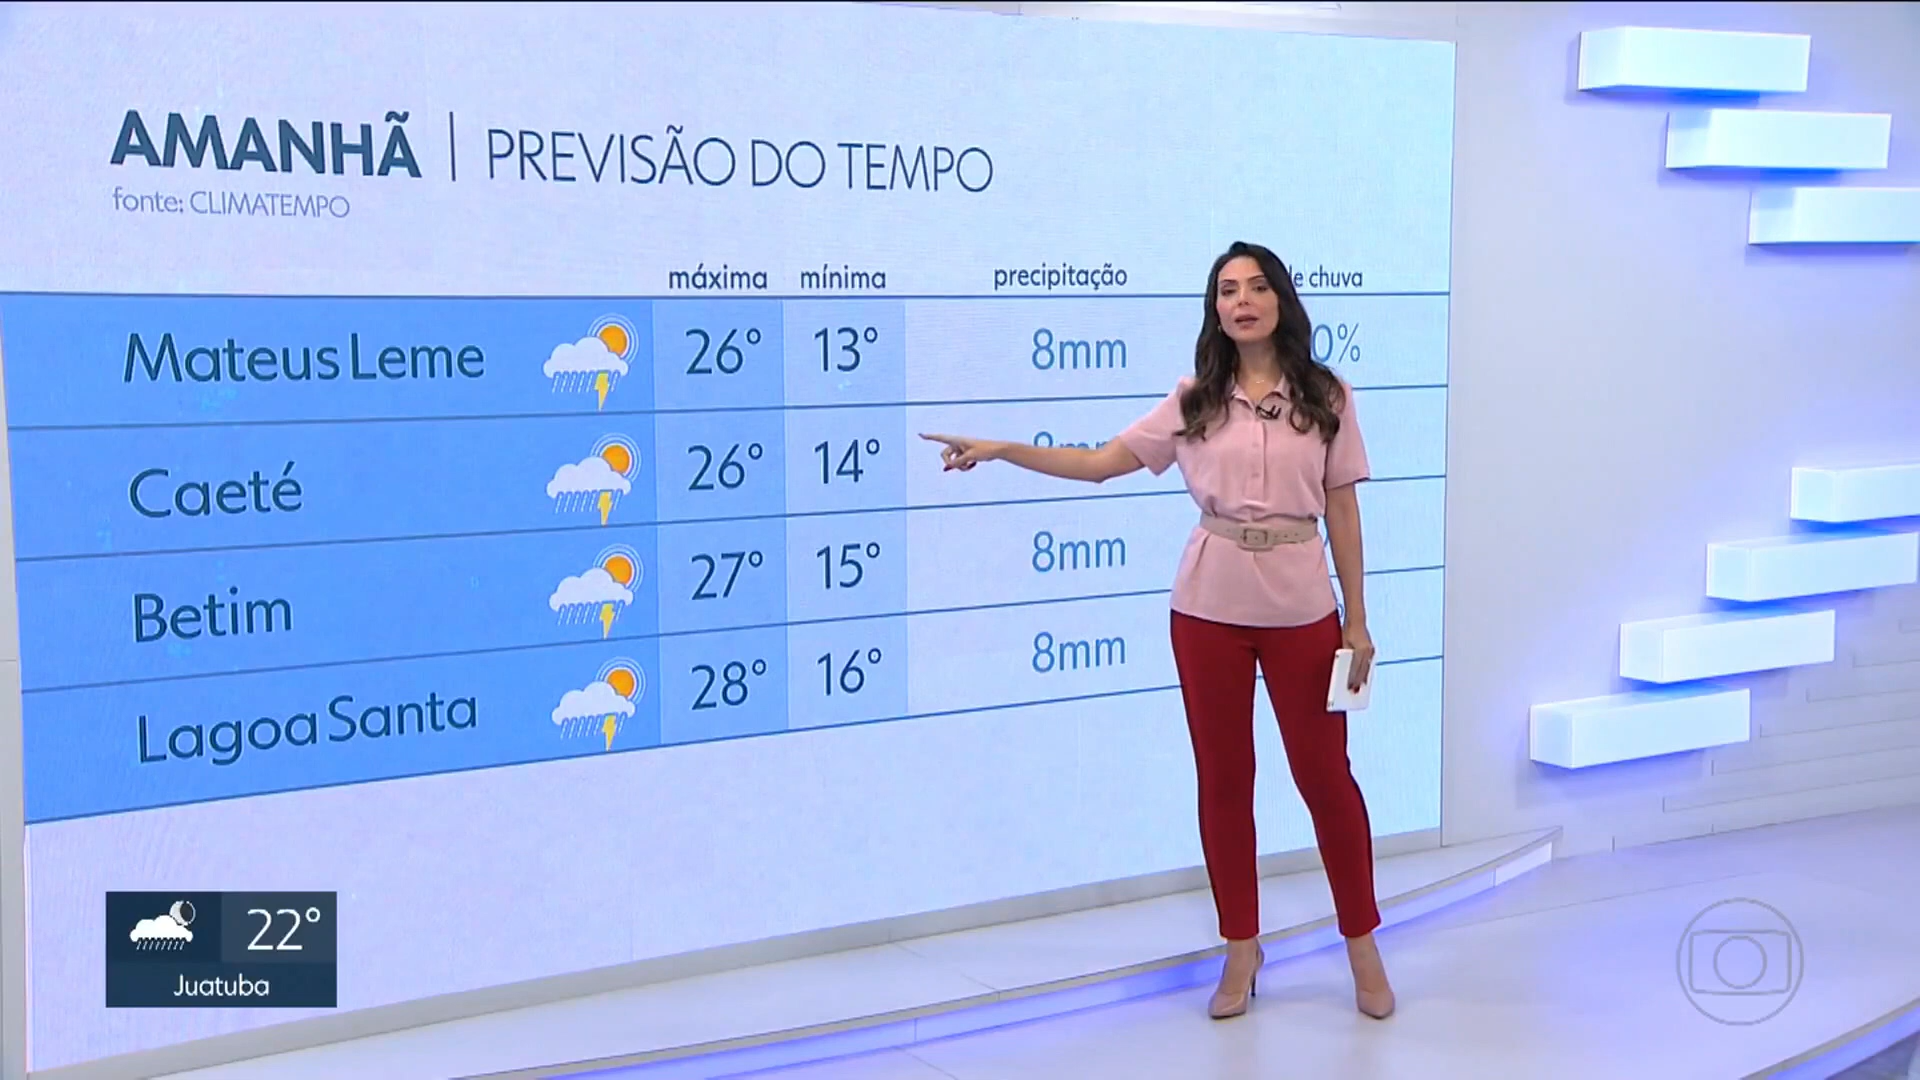 AMANHÃ | PREVISÃO DO TEMPO
fonte: CLIMATEMPO
máxima mínima precipitação chuva
Mateus Leme 26° 13° 8mm
Caeté 26° 14°
Betim 27° 15° 8mm
Lagoa Santa 28° 16° 8mm
22°
Juatuba